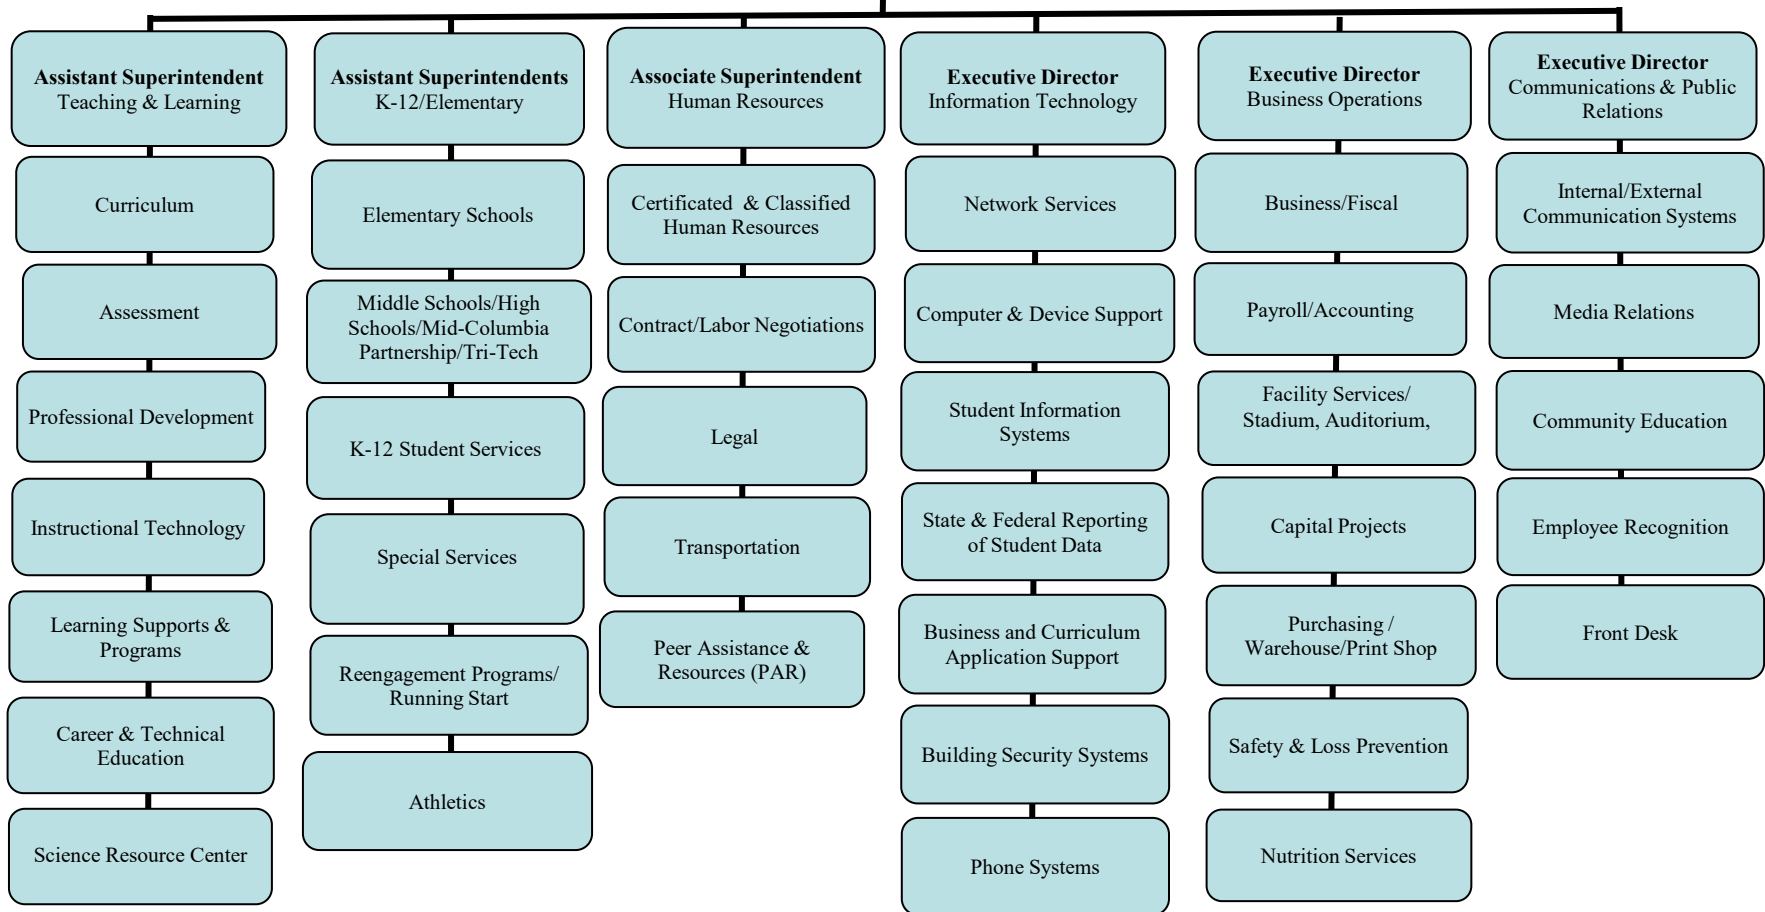 Assistant Superintendent
Teaching & Learning
Curriculum
Assessment
Professional Development
Instructional Technology
Learning Supports &
Programs
Career & Technical
Education
Science Resource Center
Assistant Superintendents
K-12/Elementary
Elementary Schools
Middle Schools/High
Schools/Mid-Columbia
Partnership/Tri-Tech
K-12 Student Services
Special Services
Reengagement Programs/
Running Start
Athletics
Associate Superintendent
Human Resources
Certificated & Classified
Human Resources
Contract/Labor Negotiations
Legal
Transportation
Peer Assistance &
Resources (PAR)
Executive Director
Information Technology
Network Services
Computer & Device Support
Student Information
Systems
State & Federal Reporting
of Student Data
Business and Curriculum
Application Support
Building Security Systems
Phone Systems
Executive Director
Business Operations
Business/Fiscal
Payroll/Accounting
Facility Services/
Stadium, Auditorium,
Capital Projects
Purchasing /
Warehouse/Print Shop
Safety & Loss Prevention
Nutrition Services
Executive Director
Communications & Public
Relations
Internal/External
Communication Systems
Media Relations
Community Education
Employee Recognition
Front Desk